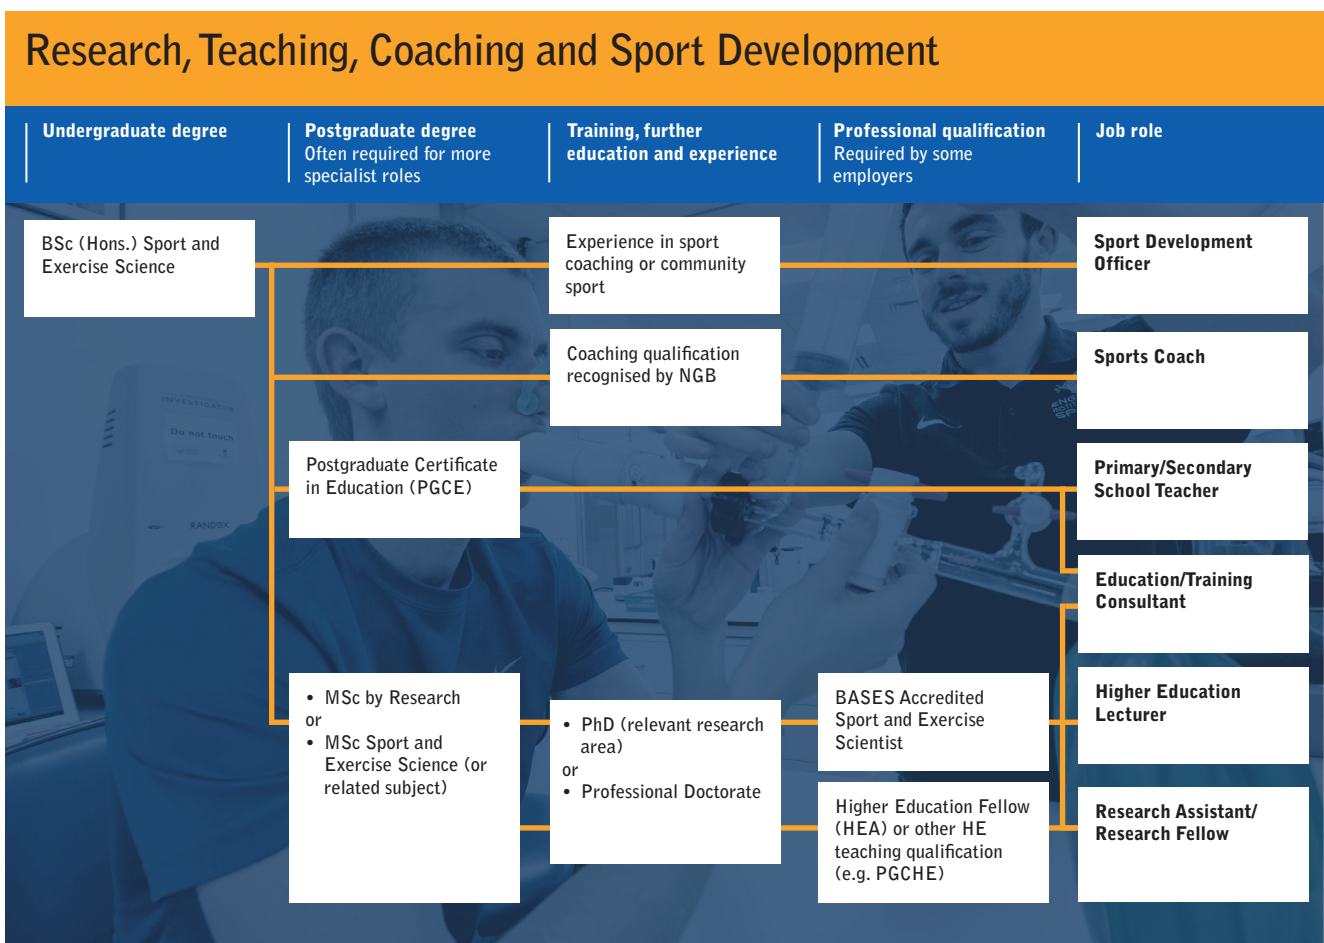 Research, Teaching, Coaching and Sport Development
Undergraduate degree
Postgraduate degree
Often required for more
specialist roles
Training, further
education and experience
Professional qualification
Required by some
employers
Job role
BSc (Hons.) Sport and
Exercise Science
Experience in sport
coaching or community
sport
Sport Development
Officer
Coaching qualification
recognised by NGB
Sports Coach
INVESTIGATOR
Do not touch
RANDOX
Postgraduate Certificate
in Education (PGCE)
Primary/Secondary
School Teacher
Education/Training
Consultant
• MSc by Research
or
• MSc Sport and
Exercise Science (or
related subject)
• PhD (relevant research
area)
or
• Professional Doctorate
BASES Accredited
Sport and Exercise
Scientist
Higher Education Fellow
(HEA) or other HE
teaching qualification
(e.g. PGCHE)
Higher Education
Lecturer
Research Assistant/
Research Fellow